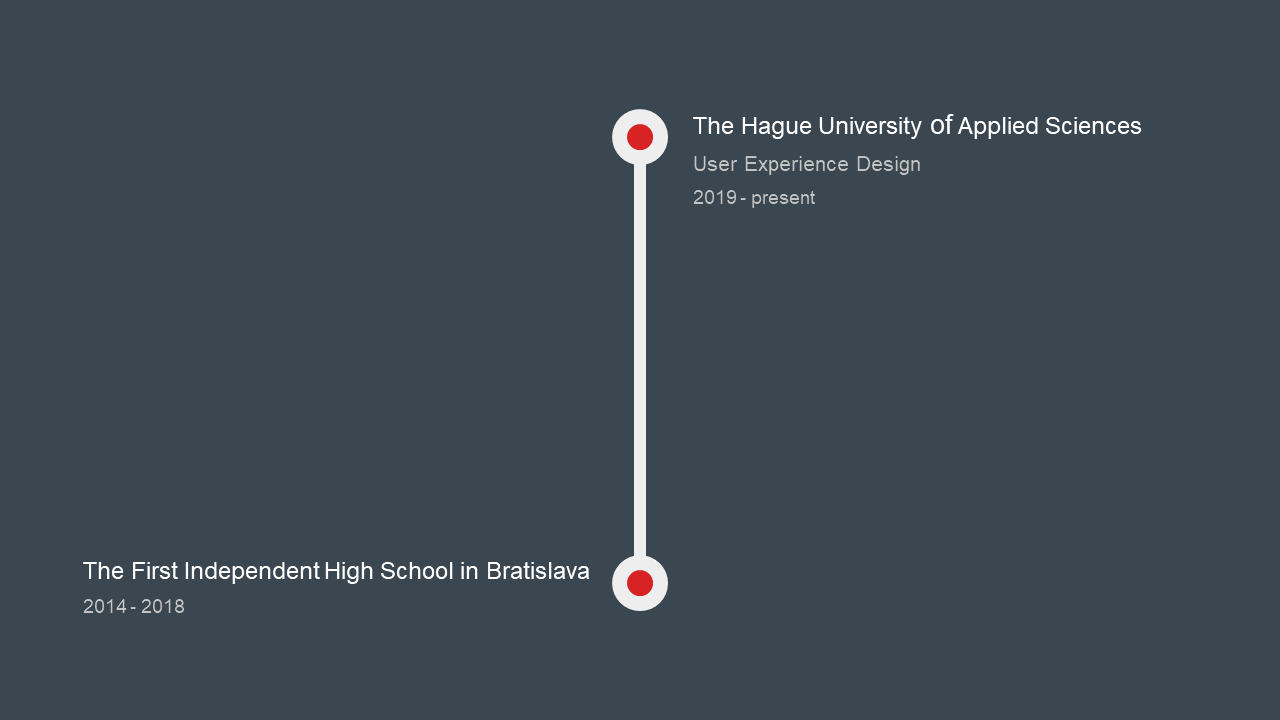 The Hague University of Applied Sciences
User Experience Design
2019 - present
The First Independent High School in Bratislava
2014 - 2018